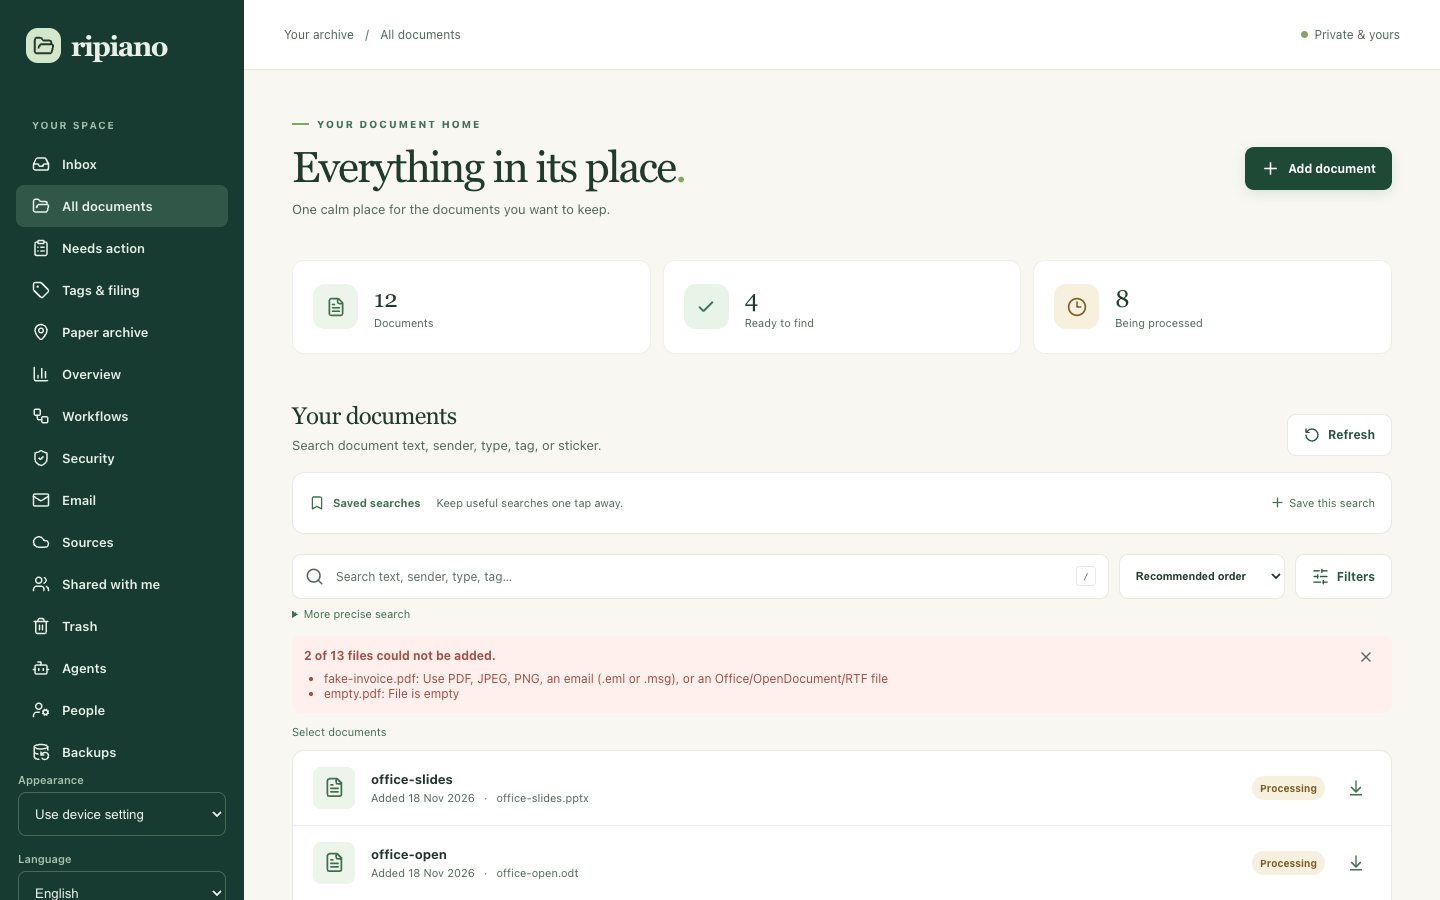 ripiano
YOUR SPACE
Inbox
All documents
Needs action
Tags & filing
Paper archive
Overview
Workflows
Security
Email
Sources
Shared with me
Trash
Agents
People
Backups
Appearance
Use device setting
Language
English
Your archive / All documents
Private & yours
YOUR DOCUMENT HOME
Everything in its place.
One calm place for the documents you want to keep.
Add document
12
Documents
4
Ready to find
8
Being processed
Your documents
Search document text, sender, type, tag, or sticker.
Refresh
Saved searches Keep useful searches one tap away.
Save this search
Search text, sender, type, tag...
/
Recommended order
Filters
More precise search
2 of 13 files could not be added.
• fake-invoice.pdf: Use PDF, JPEG, PNG, an email (.eml or .msg), or an Office/OpenDocument/RTF file
• empty.pdf: File is empty
Select documents
office-slides
Added 18 Nov 2026 · office-slides.pptx
Processing
office-open
Added 18 Nov 2026 · office-open.odt
Processing